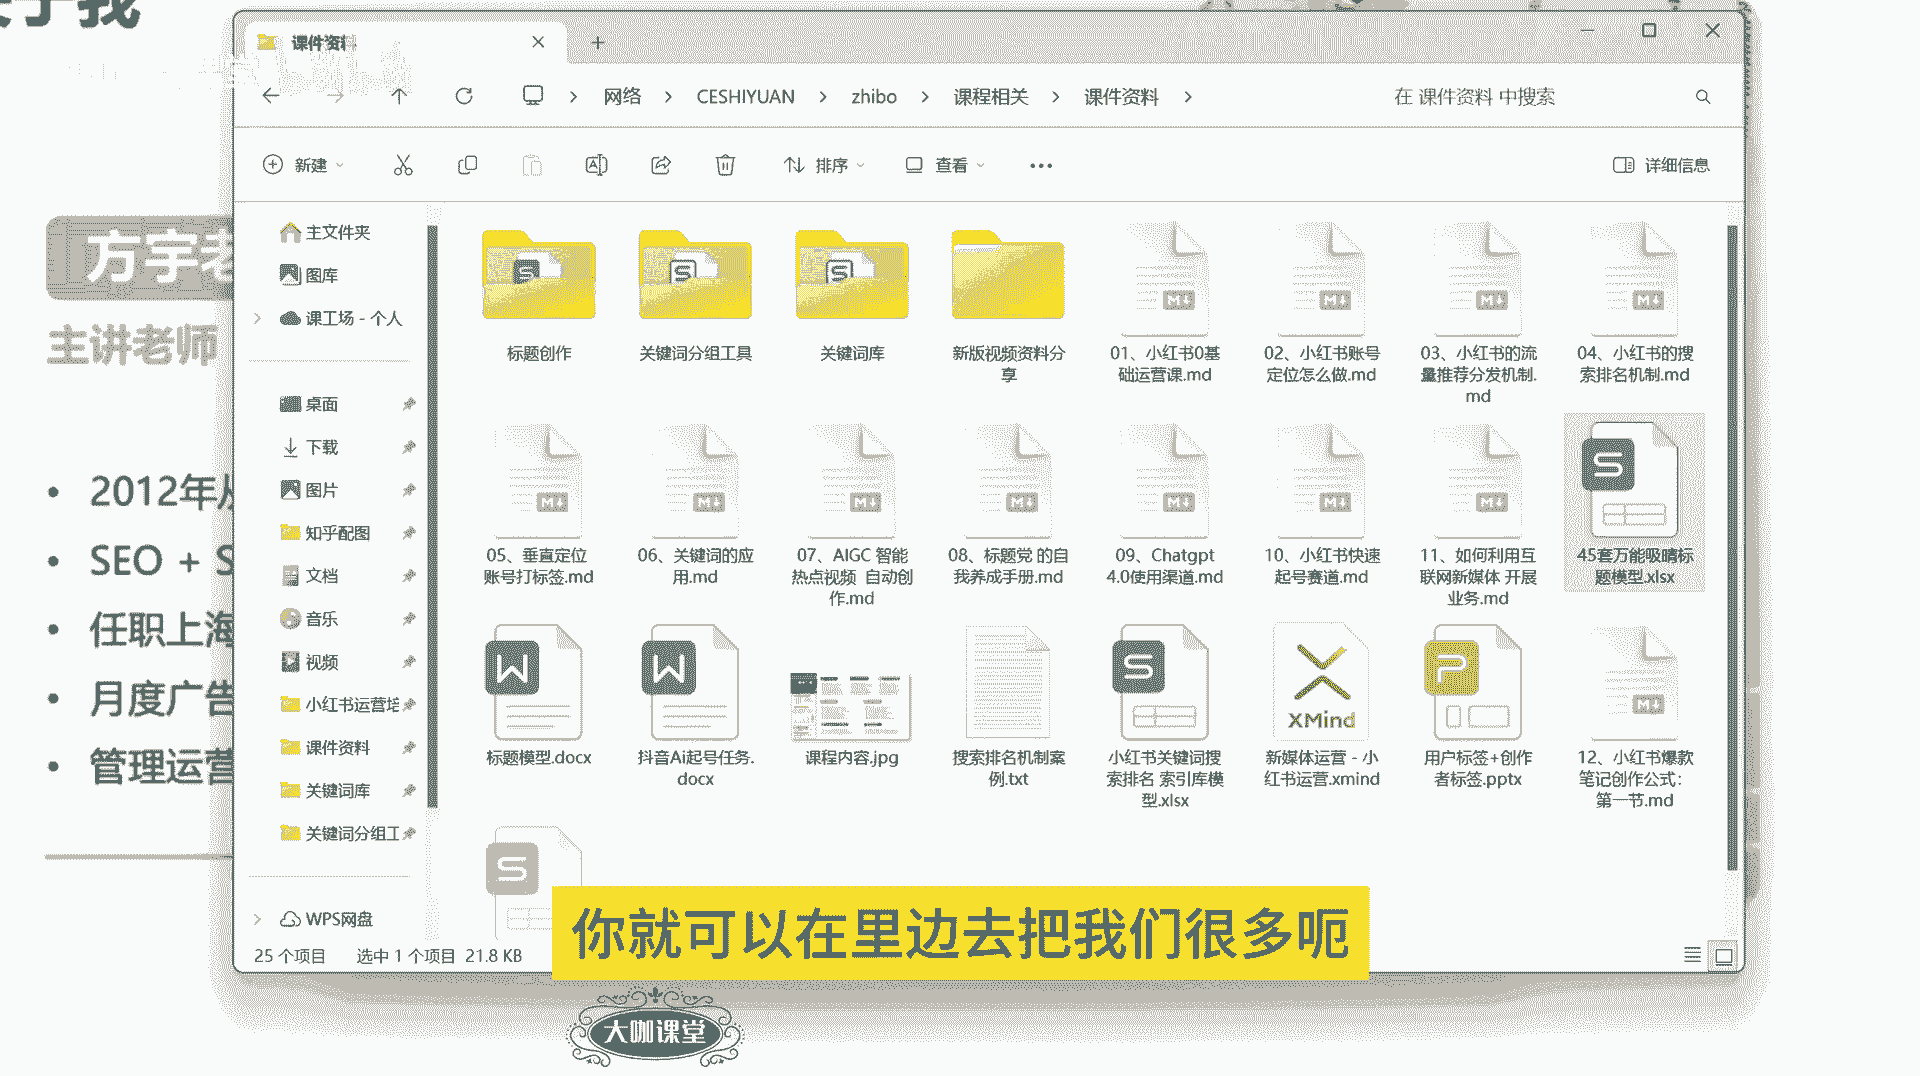 课件资料
网络 CESHIYUAN zhibo 课程相关 课件资料
在 课件资料 中搜索
新建
排序
查看
详细信息
主文件夹
图库
课工场 - 个人
桌面
下载
图片
知乎配图
文档
音乐
视频
小红书运营培
课件资料
关键词库
关键词分组工
WPS网盘
标题创作
关键词分组工具
关键词库
新版视频资料分
享
01、小红书0基
础运营课.md
02、小红书账号
定位怎么做.md
03、小红书的流
量推荐分发机制.
md
04、小红书的搜
索排名机制.md
05、垂直定位
账号打标签.md
06、关键词的应
用.md
07、AIGC 智能
热点视频 自动创
作.md
08、标题党 的自
我养成手册.md
09、Chatgpt
4.0使用渠道.md
10、小红书快速
起号赛道.md
11、如何利用互
联网新媒体 开展
业务.md
45套万能吸睛标
题模型.xlsx
标题模型.docx
抖音Ai起号任务.
docx
课程内容.jpg
搜索排名机制案
例.txt
小红书关键词搜
索排名 索引库模
型.xlsx
XMind
新媒体运营 - 小
红书运营.xmind
用户标签+创作
者标签.pptx
12、小红书爆款
笔记创作公式：
第一节.md
25 个项目 选中 1 个项目 21.8 KB
关于我
方宇老
主讲老师
• 2012年从
• SEO + S
• 任职上海
• 月度广告
• 管理运营
你就可以在里边去把我们很多呃
大咖课堂